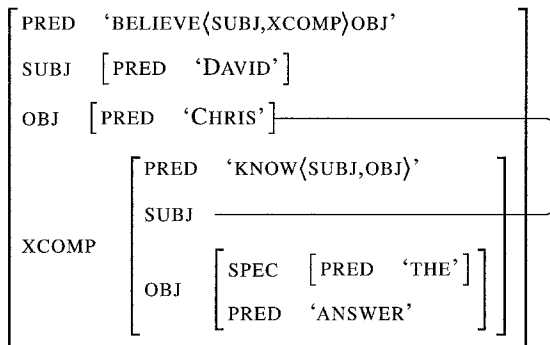 PRED ‘BELIEVE⟨SUBJ,XCOMP⟩OBJ’
SUBJ [PRED ‘DAVID’]
OBJ [PRED ‘CHRIS’]
PRED ‘KNOW⟨SUBJ,OBJ⟩’
SUBJ
XCOMP
SPEC [PRED ‘THE’]
OBJ
PRED ‘ANSWER’